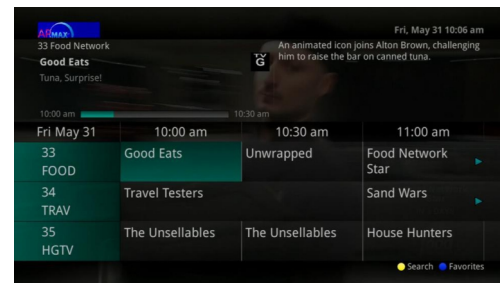 ARMAX
Fri, May 31 10:06 am
33 Food Network
Good Eats
Tuna, Surprise!
TV G
An animated icon joins Alton Brown, challenging
him to raise the bar on canned tuna.
10:00 am
10:30 am
Fri May 31
10:00 am
10:30 am
11:00 am
33
FOOD
Good Eats
Unwrapped
Food Network
Star
34
TRAV
Travel Testers
Sand Wars
35
HGTV
The Unsellables
The Unsellables
House Hunters
Search
Favorites